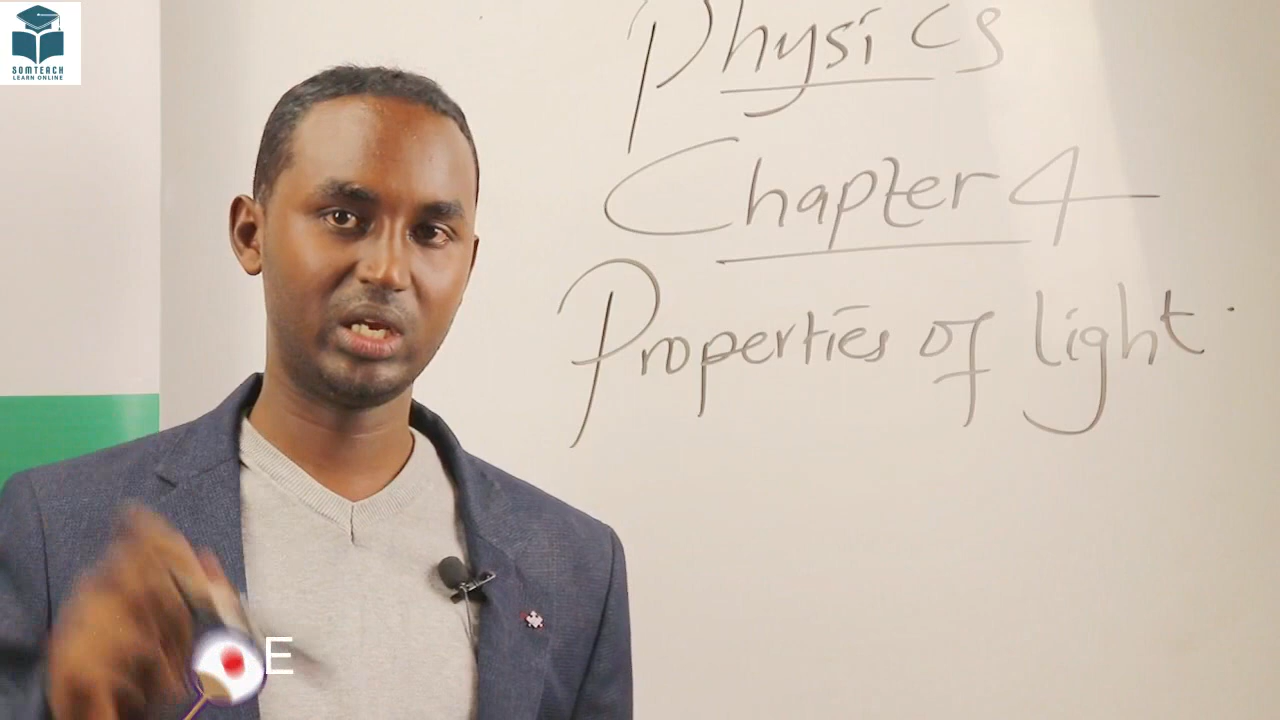 SOMTEACH
LEARN ONLINE
Physics
Chapter 4
Properties of light.
E